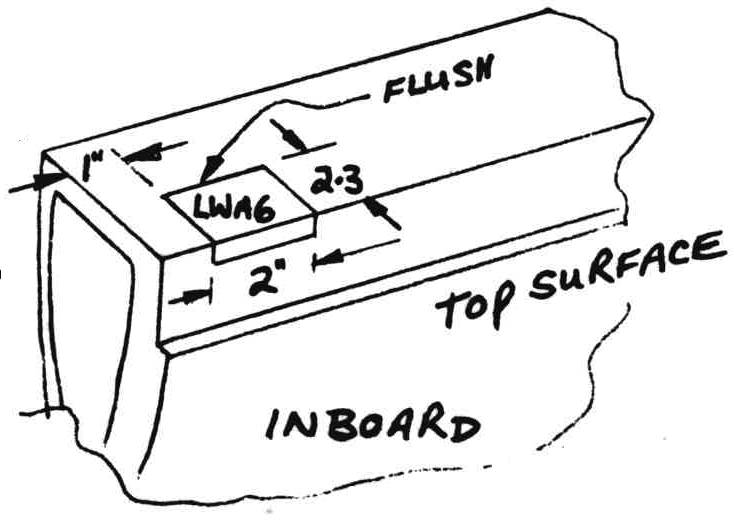 FLUSH
1"
2.3
LWA6
2"
TOP SURFACE
INBOARD